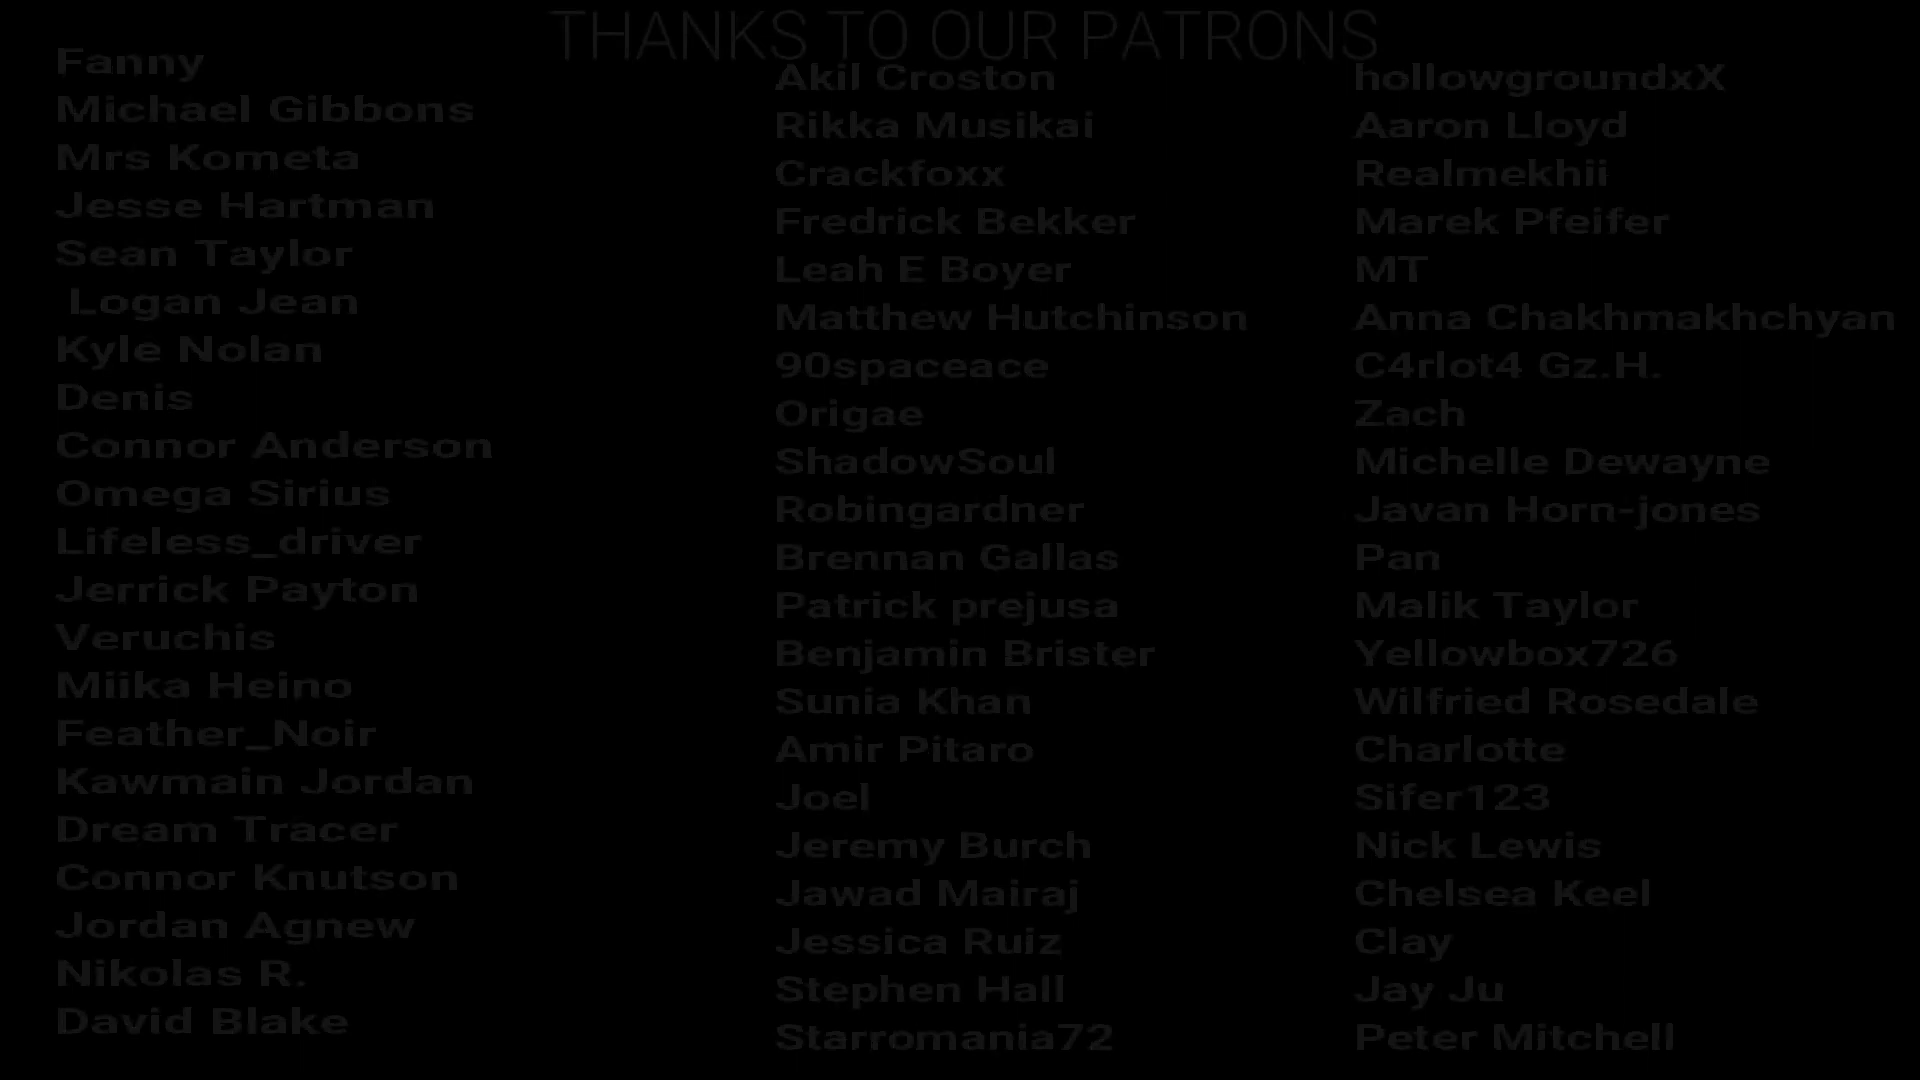 THANKS TO OUR PATRONS
Fanny
Michael Gibbons
Mrs Kometa
Jesse Hartman
Sean Taylor
Logan Jean
Kyle Nolan
Denis
Connor Anderson
Omega Sirius
Lifeless_driver
Jerrick Payton
Veruchis
Miika Heino
Feather_Noir
Kawmain Jordan
Dream Tracer
Connor Knutson
Jordan Agnew
Nikolas R.
David Blake
Akil Croston
Rikka Musikai
Crackfoxx
Fredrick Bekker
Leah E Boyer
Matthew Hutchinson
90spaceace
Origae
ShadowSoul
Robingardner
Brennan Gallas
Patrick prejusa
Benjamin Brister
Sunia Khan
Amir Pitaro
Joel
Jeremy Burch
Jawad Mairaj
Jessica Ruiz
Stephen Hall
Starromania72
hollowgroundxX
Aaron Lloyd
Realmekhii
Marek Pfeifer
MT
Anna Chakhmakhchyan
C4rlot4 Gz.H.
Zach
Michelle Dewayne
Javan Horn-jones
Pan
Malik Taylor
Yellowbox726
Wilfried Rosedale
Charlotte
Sifer123
Nick Lewis
Chelsea Keel
Clay
Jay Ju
Peter Mitchell